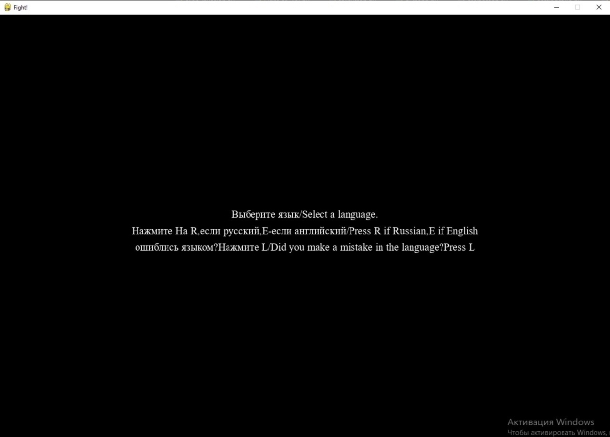 Fight!
Выберите язык/Select a language.
Нажмите На R,если русский,E-если английский/Press R if Russian,E if English
ошиблись языком?Нажмите L/Did you make a mistake in the language?Press L
Активация Windows
Чтобы активировать Windows,